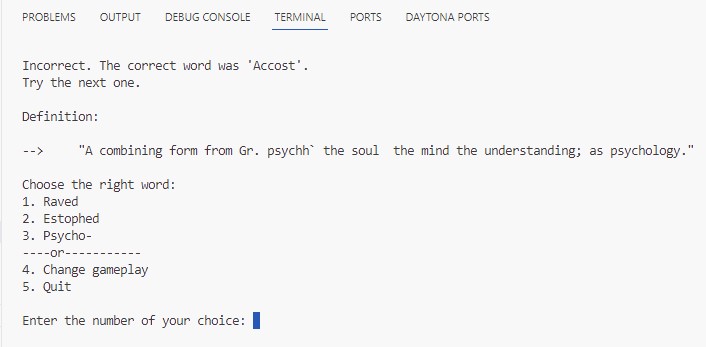 PROBLEMS OUTPUT DEBUG CONSOLE TERMINAL PORTS DAYTONA PORTS
Incorrect. The correct word was 'Accost'.
Try the next one.
Definition:
--> "A combining form from Gr. psychh` the soul  the mind the understanding; as psychology."
Choose the right word:
1. Raved
2. Estophed
3. Psycho-
----or-----------
4. Change gameplay
5. Quit
Enter the number of your choice: